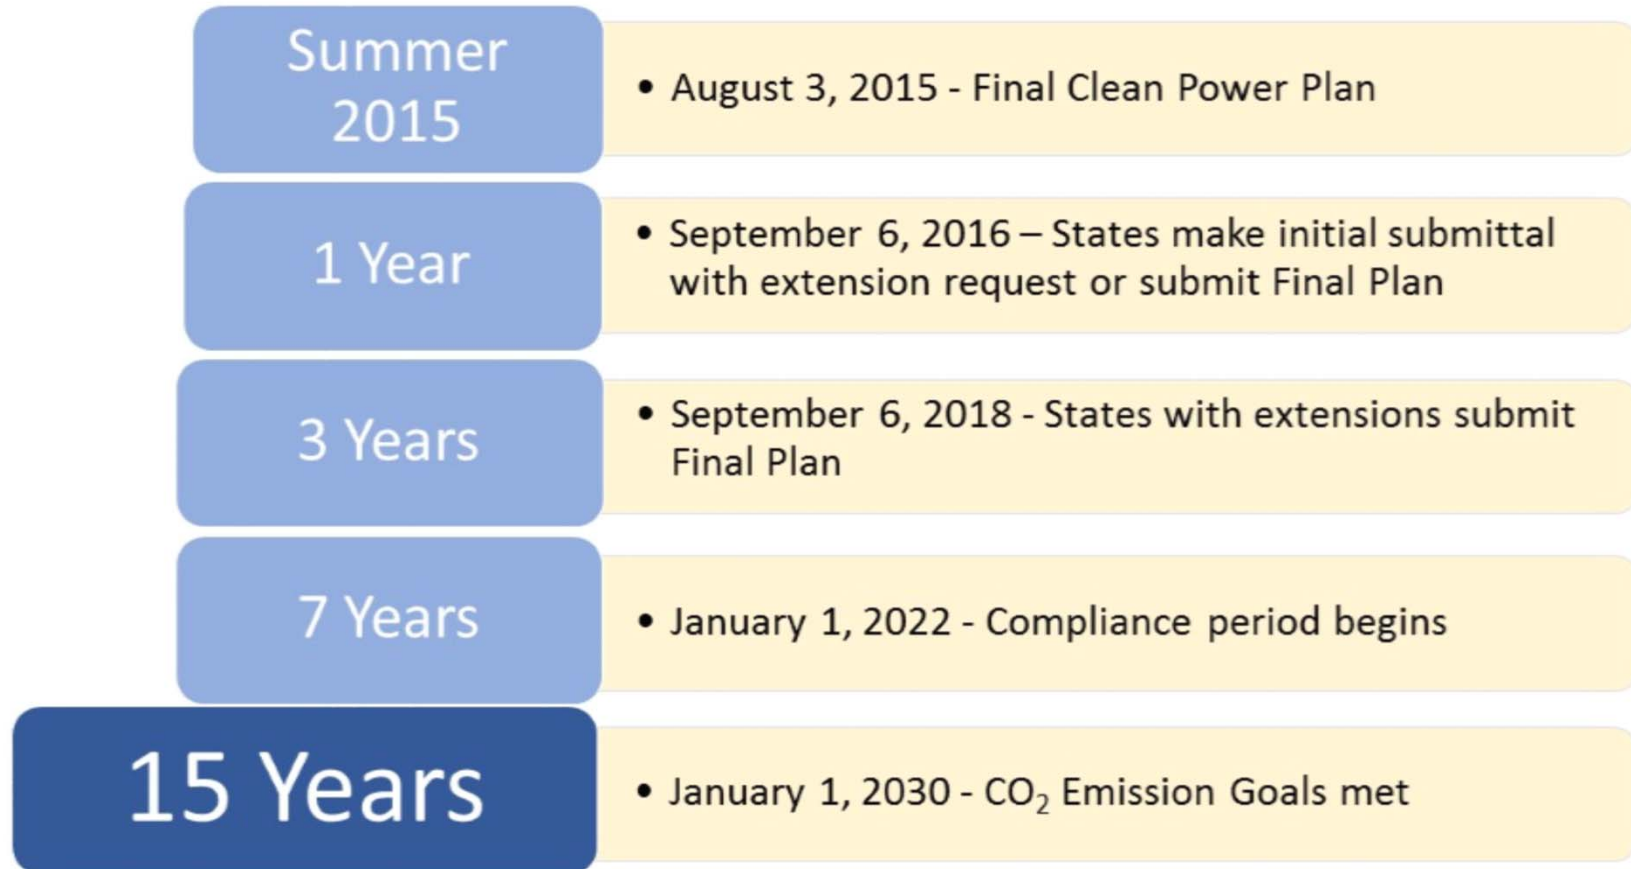 Summer
2015
• August 3, 2015 - Final Clean Power Plan
1 Year
• September 6, 2016 – States make initial submittal
with extension request or submit Final Plan
3 Years
• September 6, 2018 - States with extensions submit
Final Plan
7 Years
• January 1, 2022 - Compliance period begins
15 Years
• January 1, 2030 - CO₂ Emission Goals met